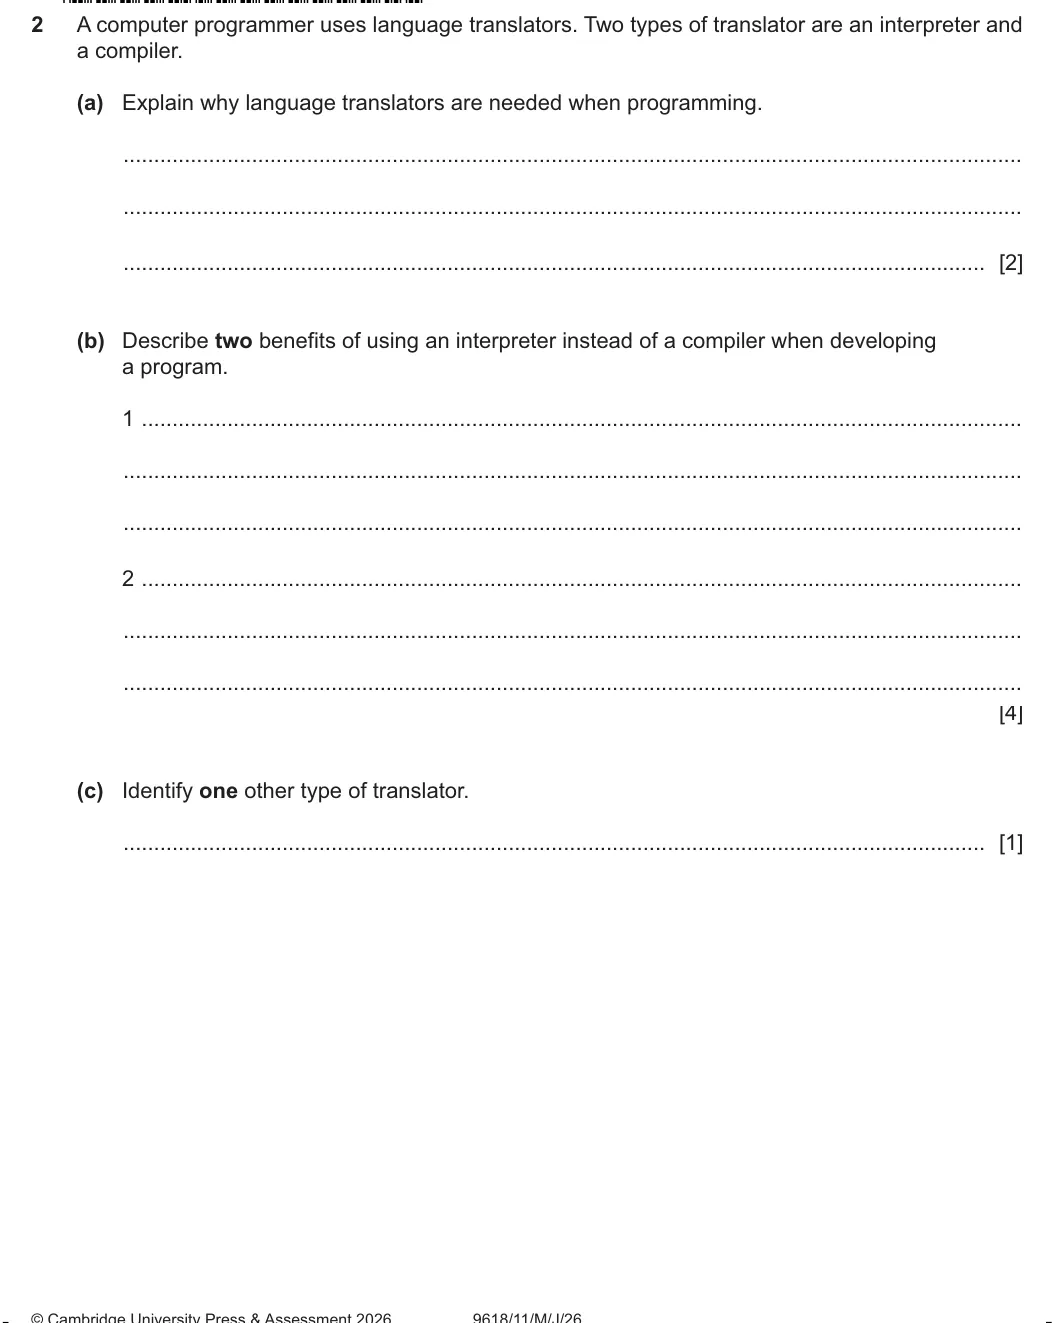 2 A computer programmer uses language translators. Two types of translator are an interpreter and
a compiler.
(a) Explain why language translators are needed when programming.
..........................................................................................
..........................................................................................
.......................................................................................... [2]
(b) Describe two benefits of using an interpreter instead of a compiler when developing
a program.
1 ..........................................................................................
..........................................................................................
..........................................................................................
2 ..........................................................................................
..........................................................................................
..........................................................................................
[4]
(c) Identify one other type of translator.
.......................................................................................... [1]
© Cambridge University Press & Assessment 2026 9618/11/M/J/26